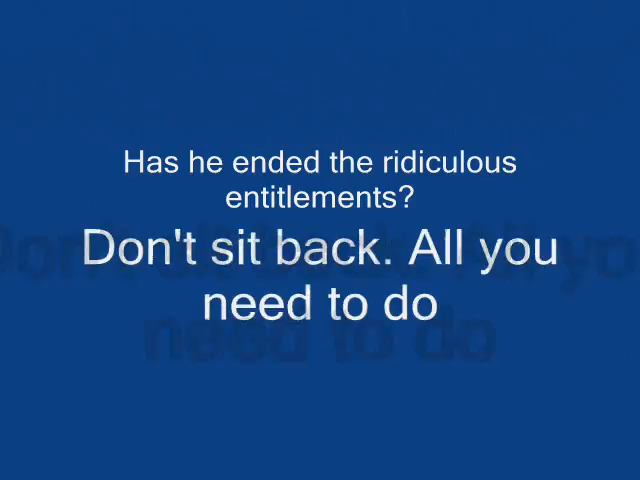 Has he ended the ridiculous
entitlements?
Don't sit back. All you
need to do